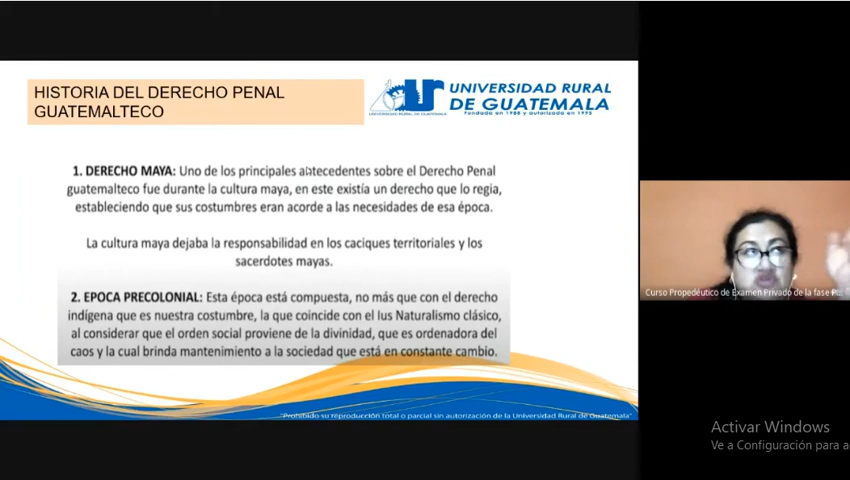 HISTORIA DEL DERECHO PENAL
GUATEMALTECO
UNIVERSIDAD RURAL
DE GUATEMALA
Fundada en 1988 y autorizada en 1995
UNIVERSIDAD RURAL DE GUATEMALA
1. DERECHO MAYA: Uno de los principales antecedentes sobre el Derecho Penal
guatemalteco fue durante la cultura maya, en este existía un derecho que lo regia,
estableciendo que sus costumbres eran acorde a las necesidades de esa época.
La cultura maya dejaba la responsabilidad en los caciques territoriales y los
sacerdotes mayas.
2. EPOCA PRECOLONIAL: Esta época está compuesta, no más que con el derecho
indígena que es nuestra costumbre, la que coincide con el Ius Naturalismo clásico,
al considerar que el orden social proviene de la divinidad, que es ordenadora del
caos y la cual brinda mantenimiento a la sociedad que está en constante cambio.
"Prohibido su reproducción total o parcial sin autorización de la Universidad Rural de Guatemala"
Curso Propedéutico de Examen Privado de la fase
Activar Windows
Ve a Configuración para a